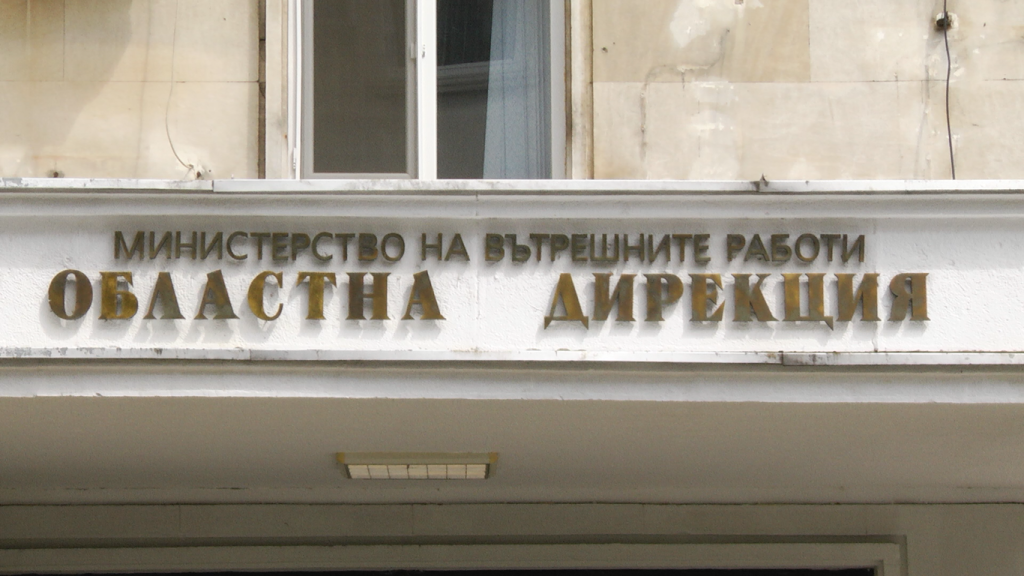 МИНИСТЕРСТВО НА ВЪТРЕШНИТЕ РАБОТИ
ОБЛАСТНА ДИРЕКЦИЯ